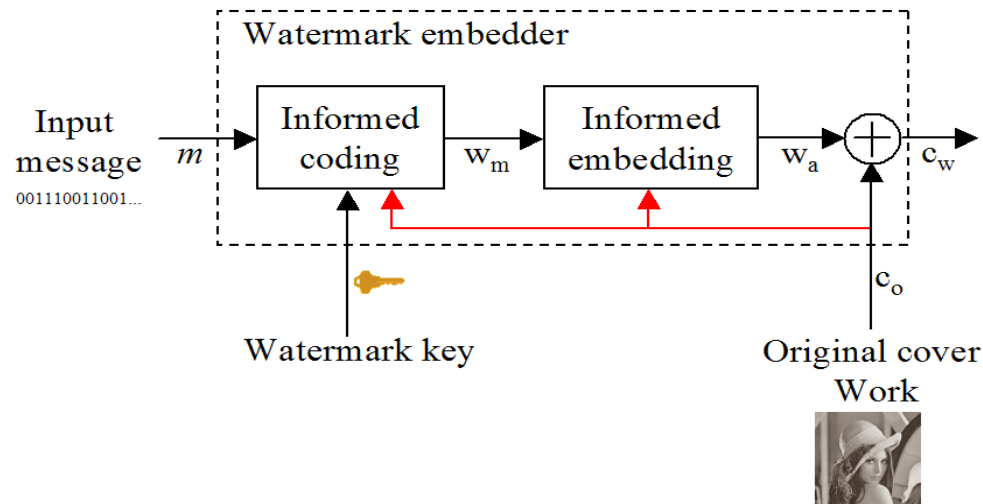 Watermark embedder
Input
message
001110011001...
m
Informed
coding
w_m
Informed
embedding
w_a
c_w
c_o
Watermark key
Original cover
Work